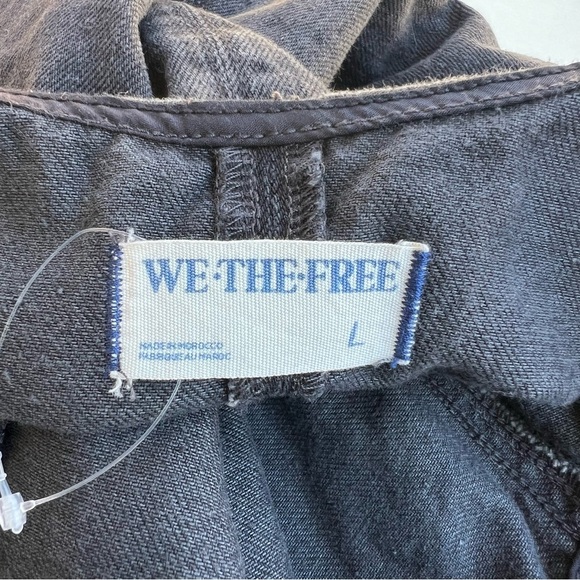 WE·THE·FREE
L
MADE IN MOROCCO
FABRIQUE AU MAROC